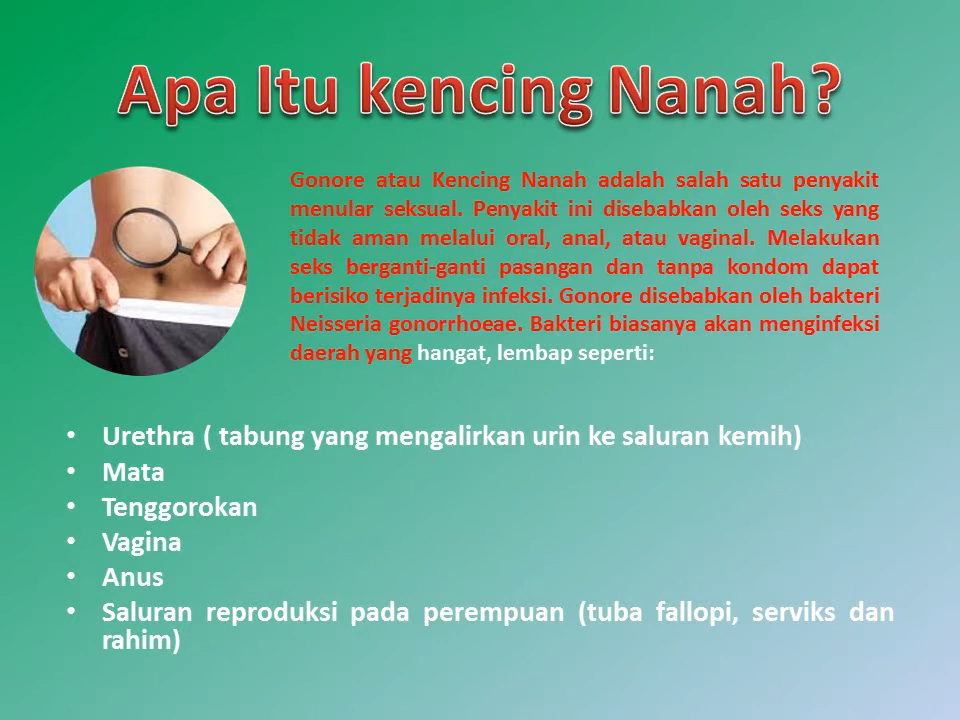 Apa Itu kencing Nanah?
Gonore atau Kencing Nanah adalah salah satu penyakit
menular seksual. Penyakit ini disebabkan oleh seks yang
tidak aman melalui oral, anal, atau vaginal. Melakukan
seks berganti-ganti pasangan dan tanpa kondom dapat
berisiko terjadinya infeksi. Gonore disebabkan oleh bakteri
Neisseria gonorrhoeae. Bakteri biasanya akan menginfeksi
daerah yang hangat, lembap seperti:
• Urethra ( tabung yang mengalirkan urin ke saluran kemih)
• Mata
• Tenggorokan
• Vagina
• Anus
• Saluran reproduksi pada perempuan (tuba fallopi, serviks dan
rahim)